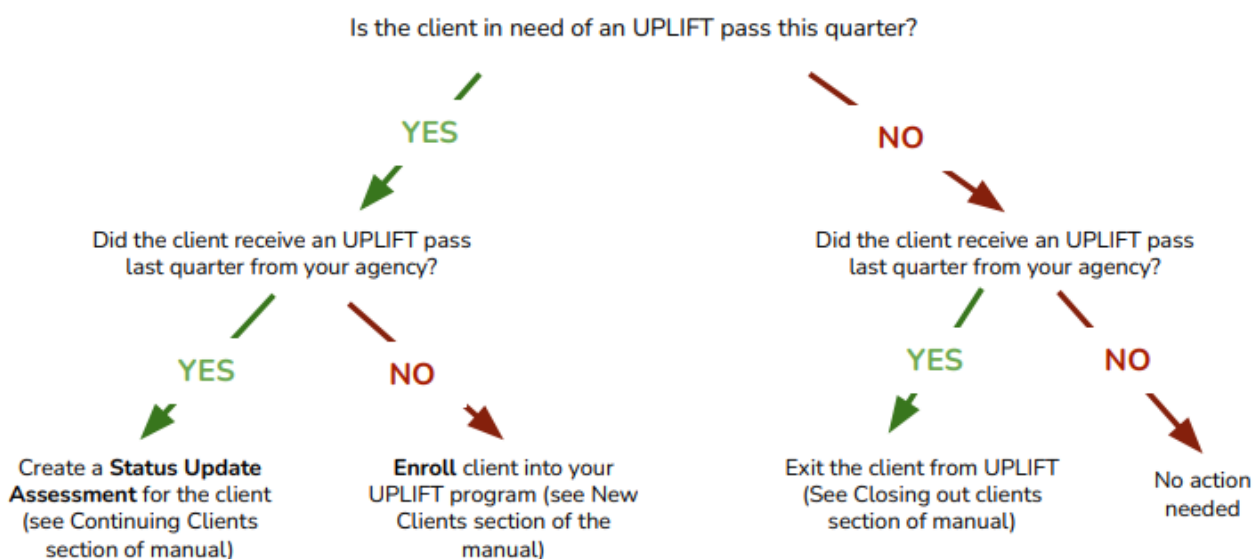 Is the client in need of an UPLIFT pass this quarter?
YES
NO
Did the client receive an UPLIFT pass
last quarter from your agency?
Did the client receive an UPLIFT pass
last quarter from your agency?
YES
NO
YES
NO
Create a Status Update
Assessment for the client
(see Continuing Clients
section of manual)
Enroll client into your
UPLIFT program (see New
Clients section of the
manual)
Exit the client from UPLIFT
(See Closing out clients
section of manual)
No action
needed